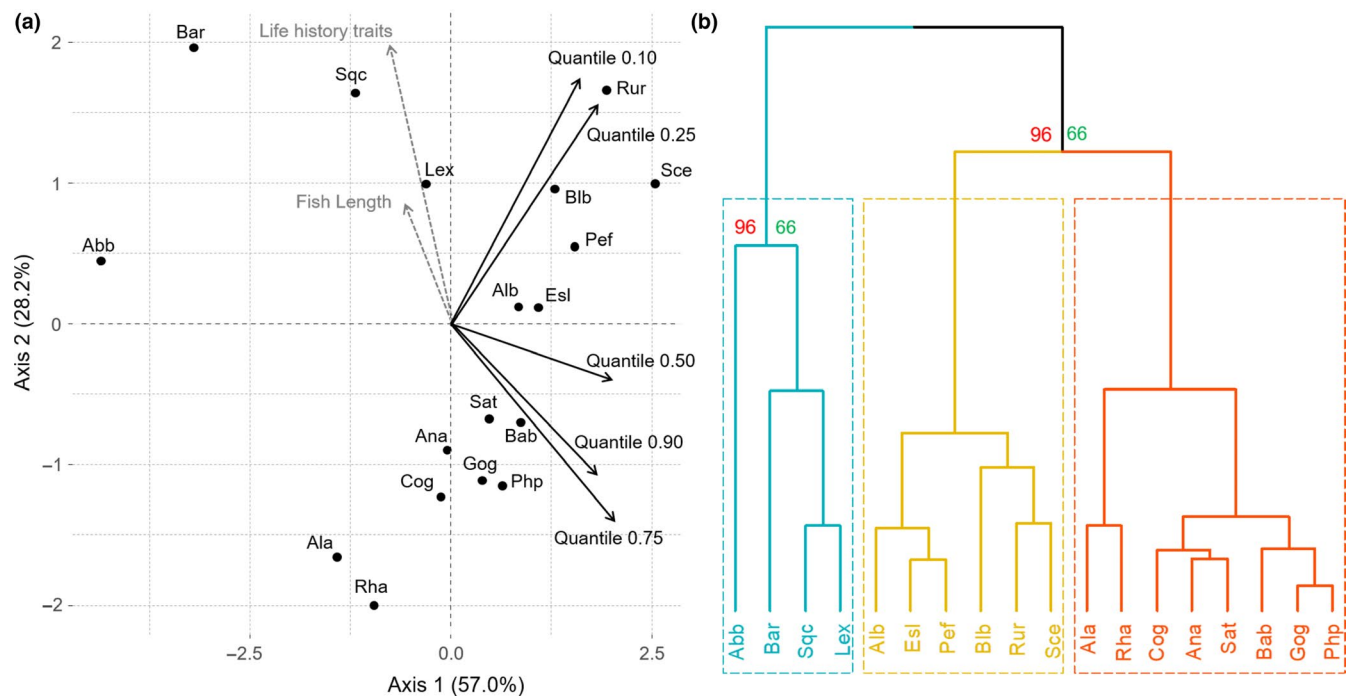 (a)
Bar
Life history traits
2
Quantile 0.10
Sqc
Rur
Quantile 0.25
Lex
Sce
1
Blb
Fish Length
Abb
Pef
Alb
Esl
0
Quantile 0.50
Sat
Bab
Ana
Quantile 0.90
−1
Gog
Cog
Php
Quantile 0.75
Ala
Rha
−2
−2.5
0.0
2.5
Axis 1 (57.0%)
Axis 2 (28.2%)
(b)
96 66
96 66
Abb
Bar
Sqc
Lex
Alb
Esl
Pef
Blb
Rur
Sce
Ala
Rha
Cog
Ana
Sat
Bab
Gog
Php